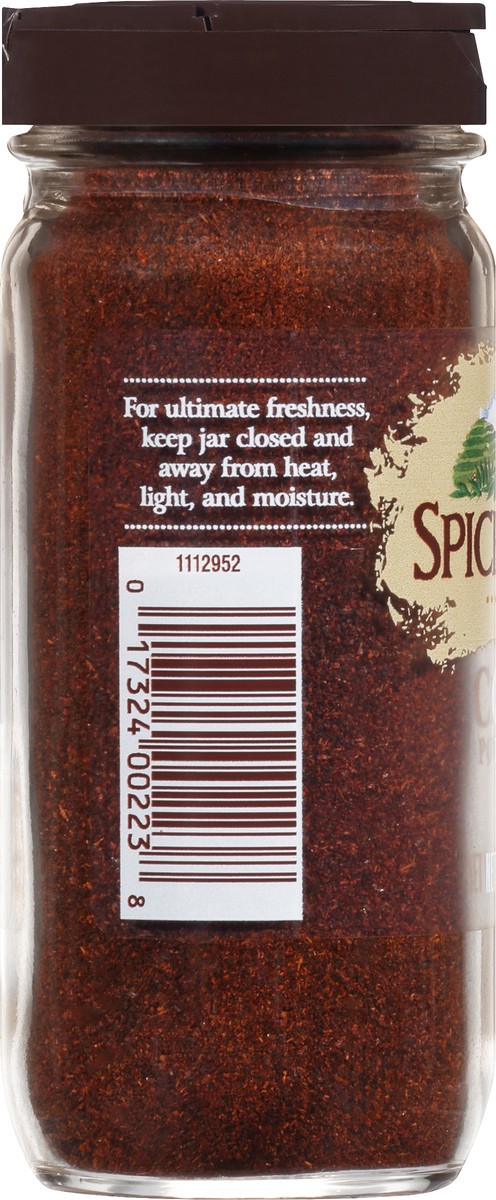 For ultimate freshness,
keep jar closed and
away from heat,
light, and moisture.
1112952
0 17324 00223 8